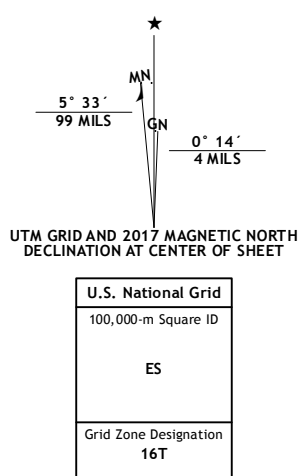 ★
MN
GN
5° 33´
99 MILS
0° 14´
4 MILS
UTM GRID AND 2017 MAGNETIC NORTH
DECLINATION AT CENTER OF SHEET
U.S. National Grid
100,000-m Square ID
ES
Grid Zone Designation
16T